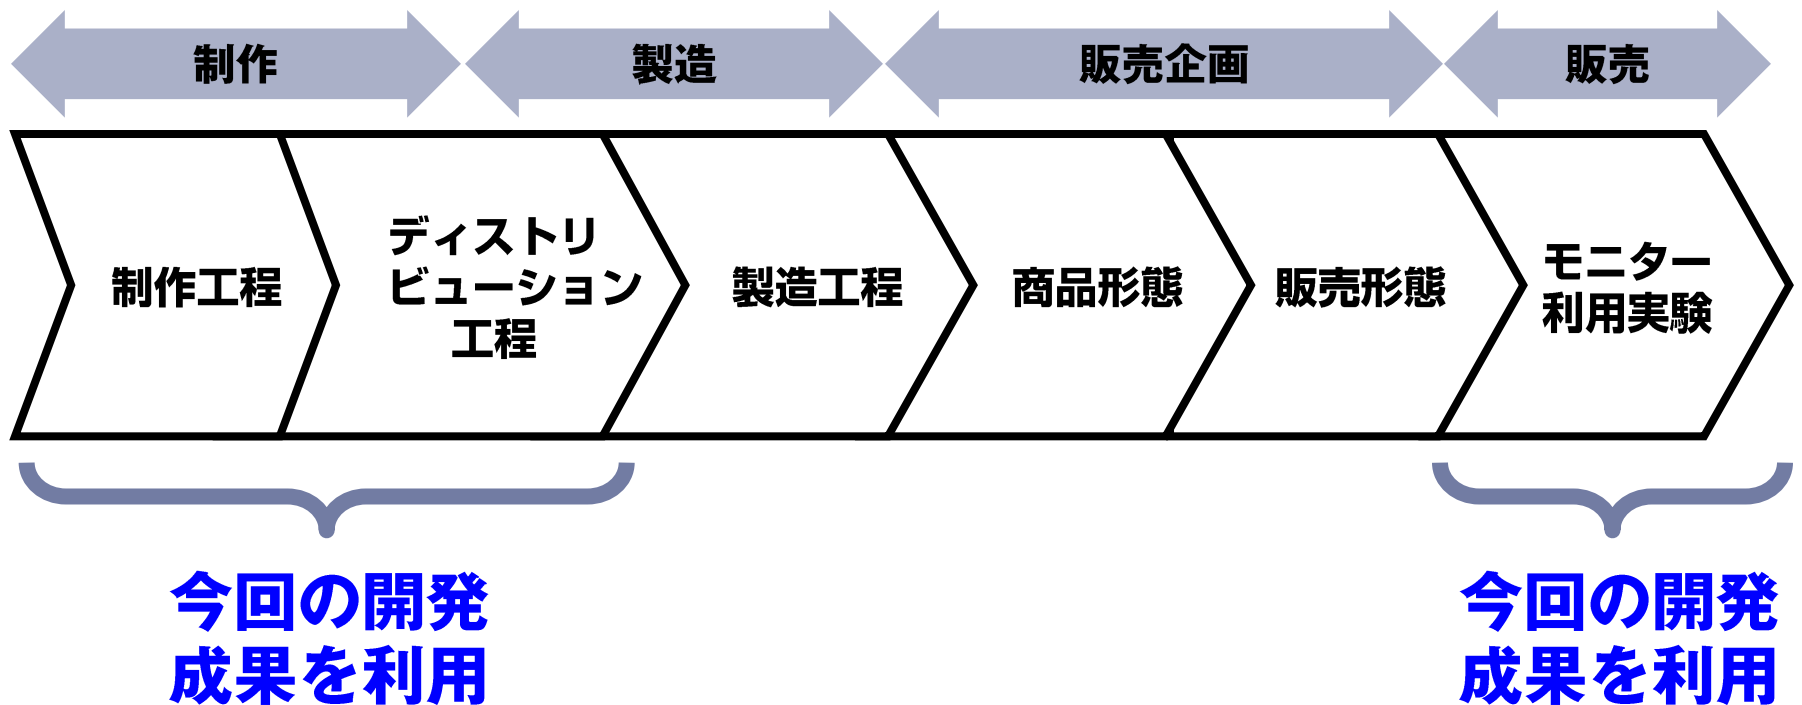 制作
製造
販売企画
販売
制作工程
ディストリ
ビューション
工程
製造工程
商品形態
販売形態
モニター
利用実験
今回の開発
成果を利用
今回の開発
成果を利用